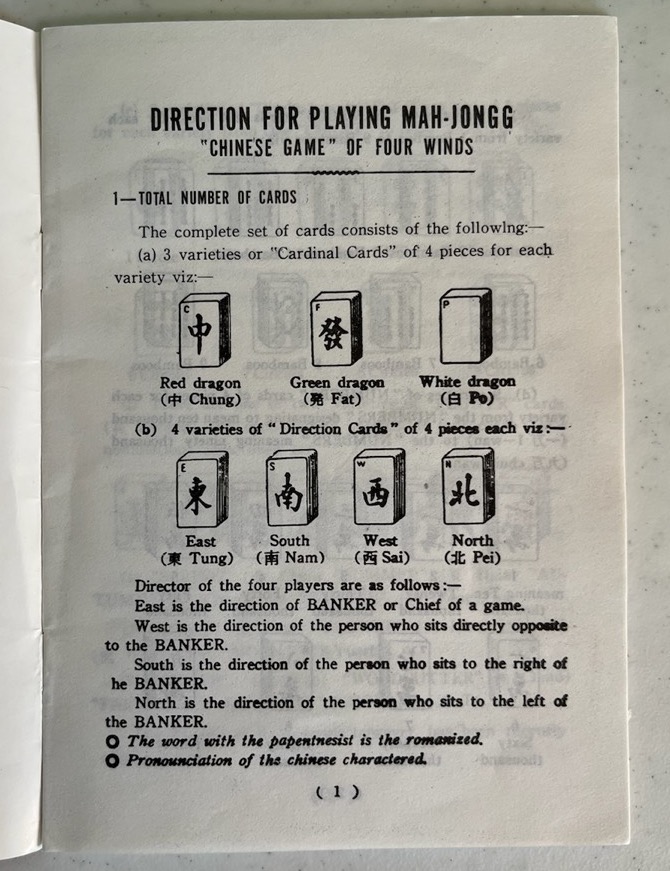 DIRECTION FOR PLAYING MAH-JONGG
"CHINESE GAME" OF FOUR WINDS
1—TOTAL NUMBER OF CARDS
The complete set of cards consists of the following:—
(a) 3 varieties or "Cardinal Cards" of 4 pieces for each
variety viz:—
C 中 F 發 P
Red dragon Green dragon White dragon
(中 Chung) (発 Fat) (白 Po)
(b) 4 varieties of "Direction Cards" of 4 pieces each viz:—
E 東 S 南 W 西 N 北
East South West North
(東 Tung) (南 Nam) (西 Sai) (北 Pei)
Director of the four players are as follows:—
East is the direction of BANKER or Chief of a game.
West is the direction of the person who sits directly opposite
to the BANKER.
South is the direction of the person who sits to the right of
he BANKER.
North is the direction of the person who sits to the left of
the BANKER.
O The word with the papentnesist is the romanized.
O Pronounciation of the chinese charactered.
( 1 )